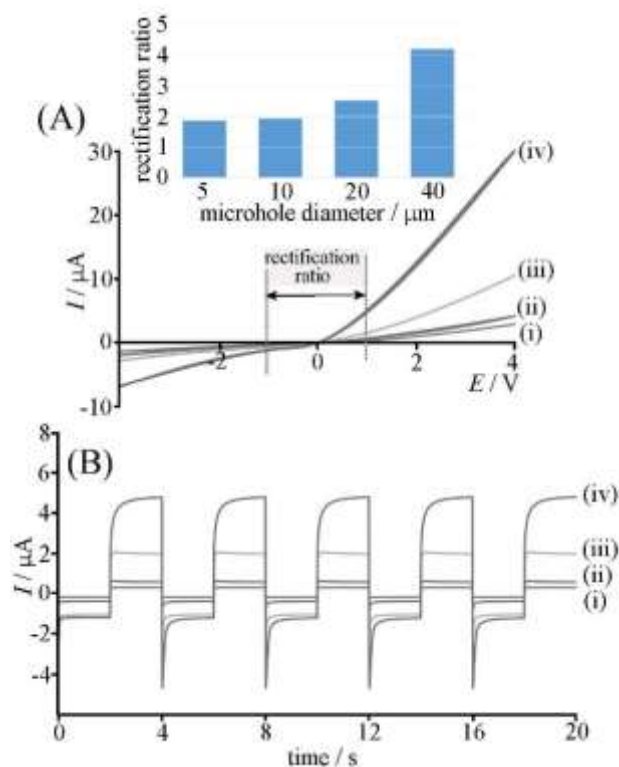 5
4
3
2
1
0
rectification ratio
5 10 20 40
microhole diameter / μm
(A)
30
20
10
0
-10
I / μA
rectification
ratio
(iv)
(iii)
(ii)
(i)
-2 0 2 4
E / V
(B)
8
6
4
2
0
-2
-4
I / μA
(iv)
(iii)
(ii)
(i)
0 4 8 12 16 20
time / s